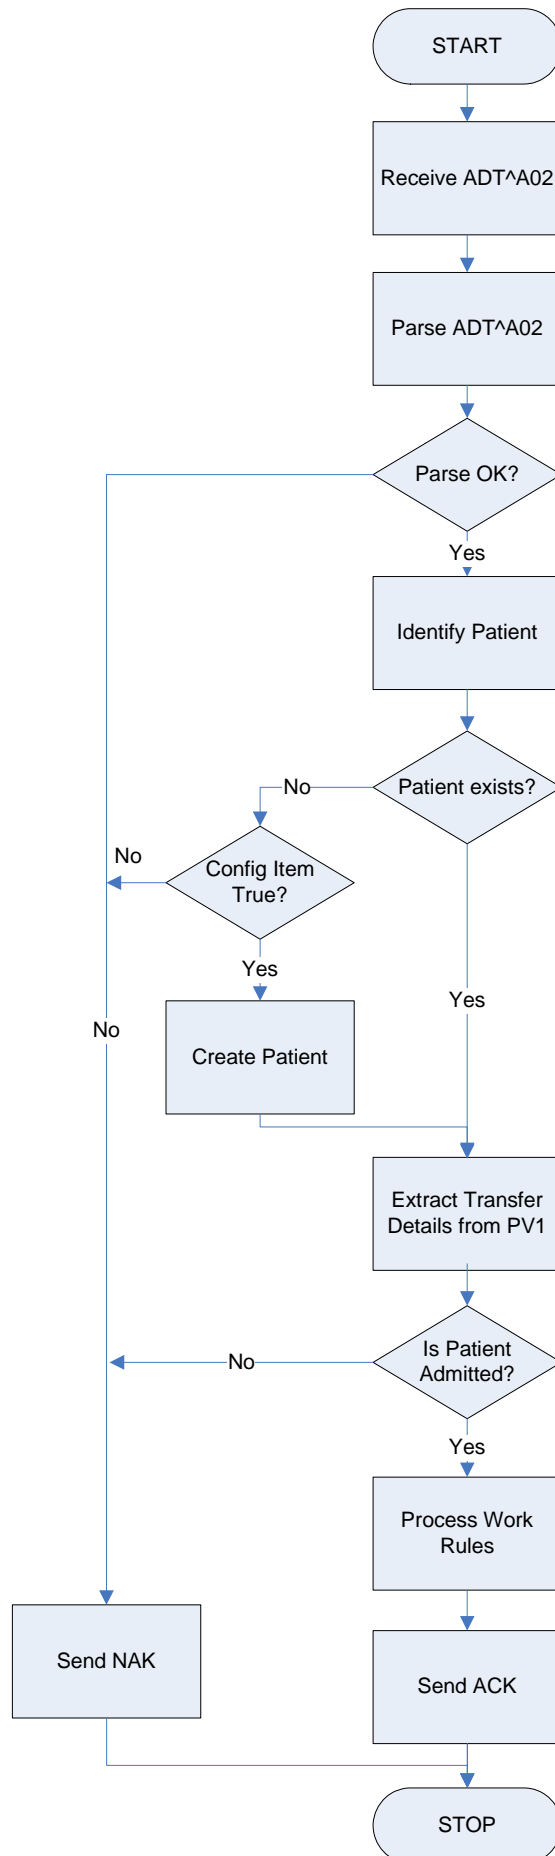 START
Receive ADT^A02
Parse ADT^A02
Parse OK?
Yes
Identify Patient
Patient exists?
No
Config Item
True?
No
Yes
Yes
No
Create Patient
Extract Transfer
Details from PV1
Is Patient
Admitted?
No
Yes
Process Work
Rules
Send NAK
Send ACK
STOP